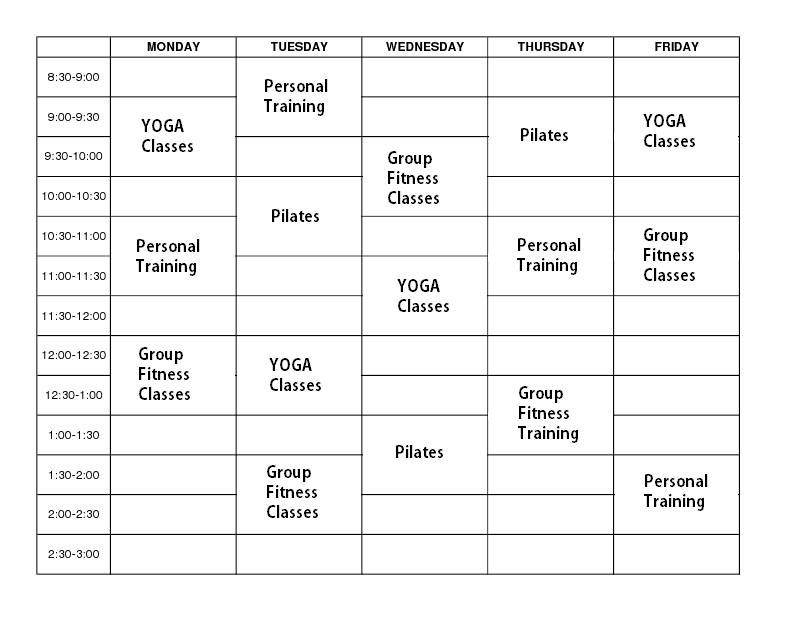 MONDAY TUESDAY WEDNESDAY THURSDAY FRIDAY
8:30-9:00
Personal
Training
9:00-9:30
YOGA
Classes
Pilates
YOGA
Classes
9:30-10:00
Group
Fitness
Classes
10:00-10:30
Pilates
10:30-11:00
Personal
Training
Personal
Training
Group
Fitness
Classes
11:00-11:30
YOGA
Classes
11:30-12:00
12:00-12:30
Group
Fitness
Classes
YOGA
Classes
12:30-1:00
Group
Fitness
Training
1:00-1:30
Pilates
1:30-2:00
Group
Fitness
Classes
Personal
Training
2:00-2:30
2:30-3:00